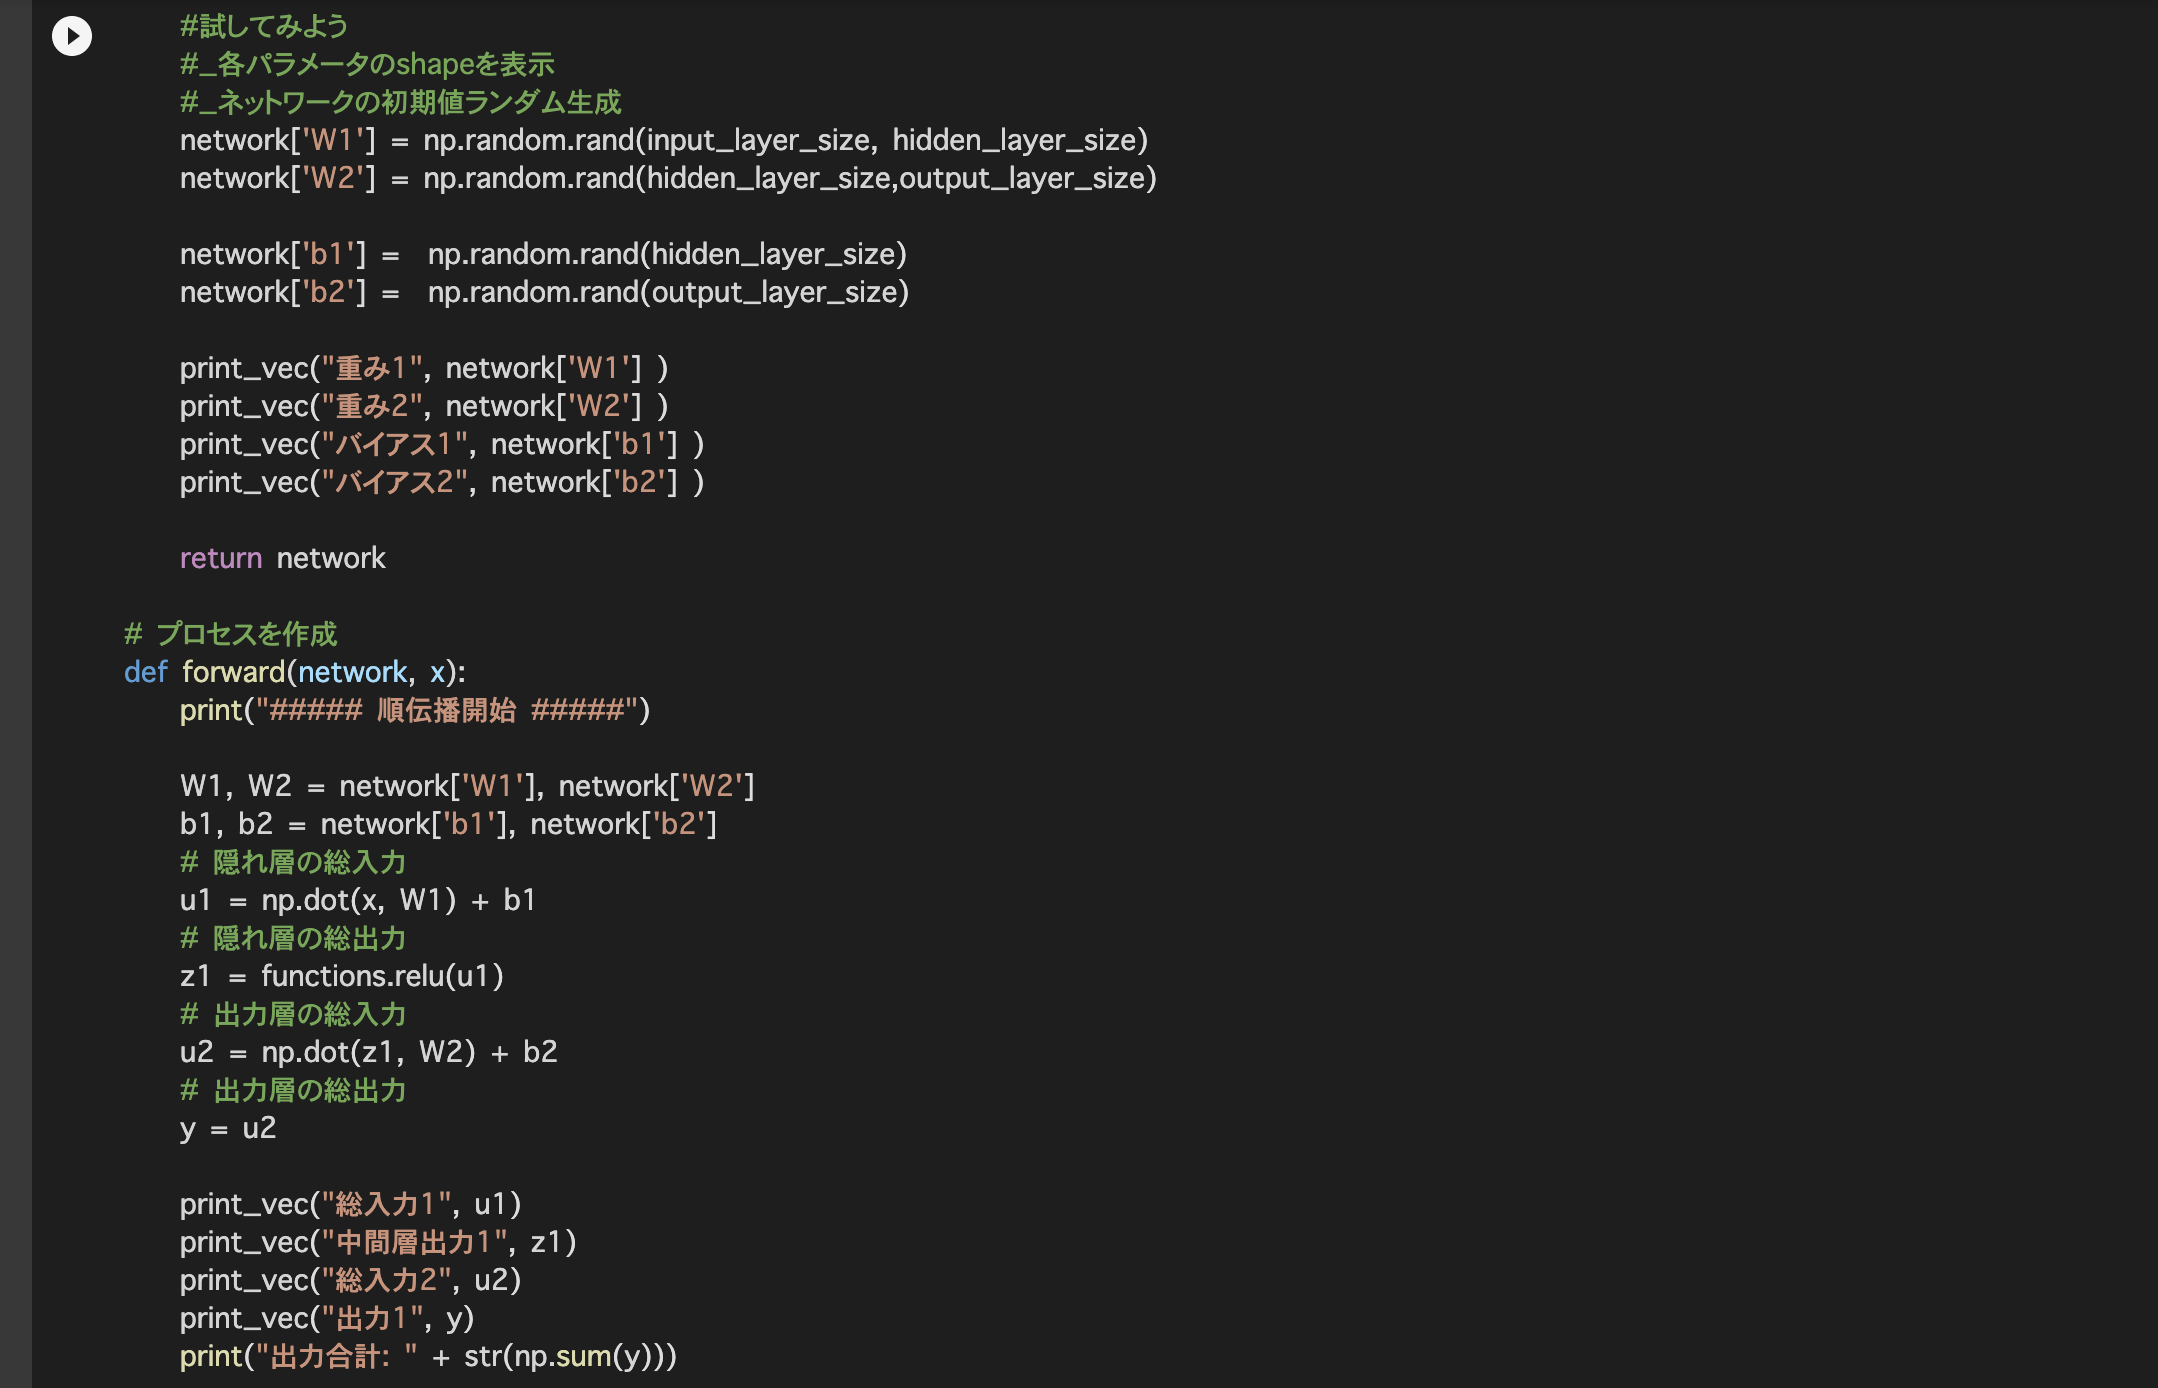 #試してみよう
#_各パラメータのshapeを表示
#_ネットワークの初期値ランダム生成
network['W1'] = np.random.rand(input_layer_size, hidden_layer_size)
network['W2'] = np.random.rand(hidden_layer_size,output_layer_size)
network['b1'] =  np.random.rand(hidden_layer_size)
network['b2'] =  np.random.rand(output_layer_size)
print_vec("重み1", network['W1'] )
print_vec("重み2", network['W2'] )
print_vec("バイアス1", network['b1'] )
print_vec("バイアス2", network['b2'] )
return network
# プロセスを作成
def forward(network, x):
print("##### 順伝播開始 #####")
W1, W2 = network['W1'], network['W2']
b1, b2 = network['b1'], network['b2']
# 隠れ層の総入力
u1 = np.dot(x, W1) + b1
# 隠れ層の総出力
z1 = functions.relu(u1)
# 出力層の総入力
u2 = np.dot(z1, W2) + b2
# 出力層の総出力
y = u2
print_vec("総入力1", u1)
print_vec("中間層出力1", z1)
print_vec("総入力2", u2)
print_vec("出力1", y)
print("出力合計: " + str(np.sum(y)))